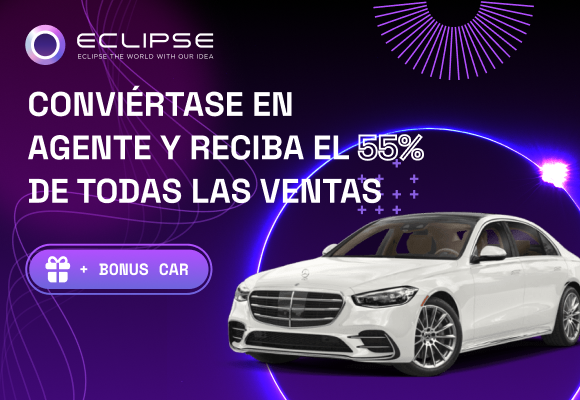 ECLIPSE
ECLIPSE THE WORLD WITH OUR IDEA
CONVIÉRTASE EN
AGENTE Y RECIBA EL 55%
DE TODAS LAS VENTAS
+ BONUS CAR